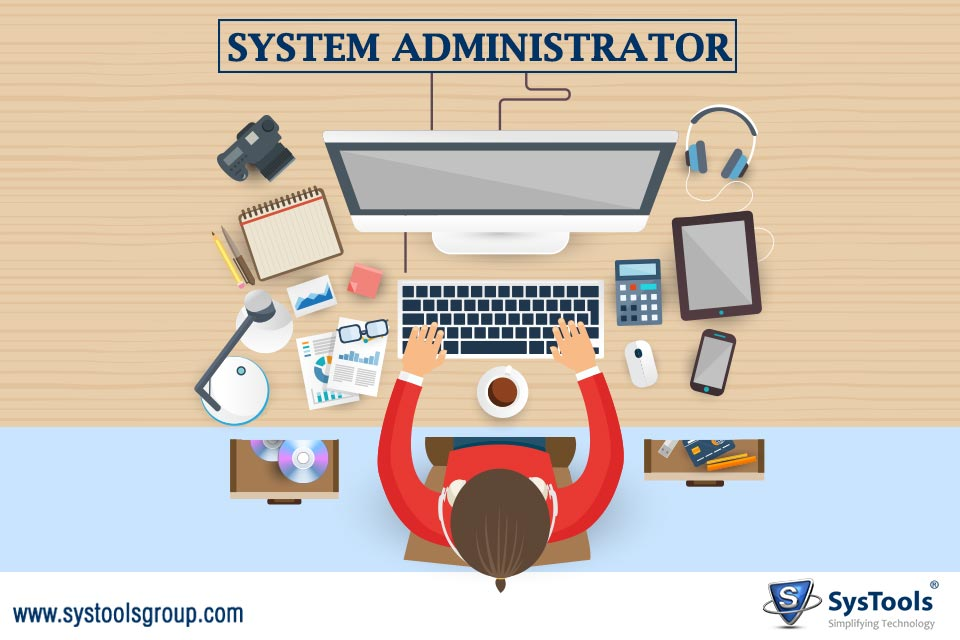 SYSTEM ADMINISTRATOR
www.systoolsgroup.com
S
SysTools®
Simplifying Technology